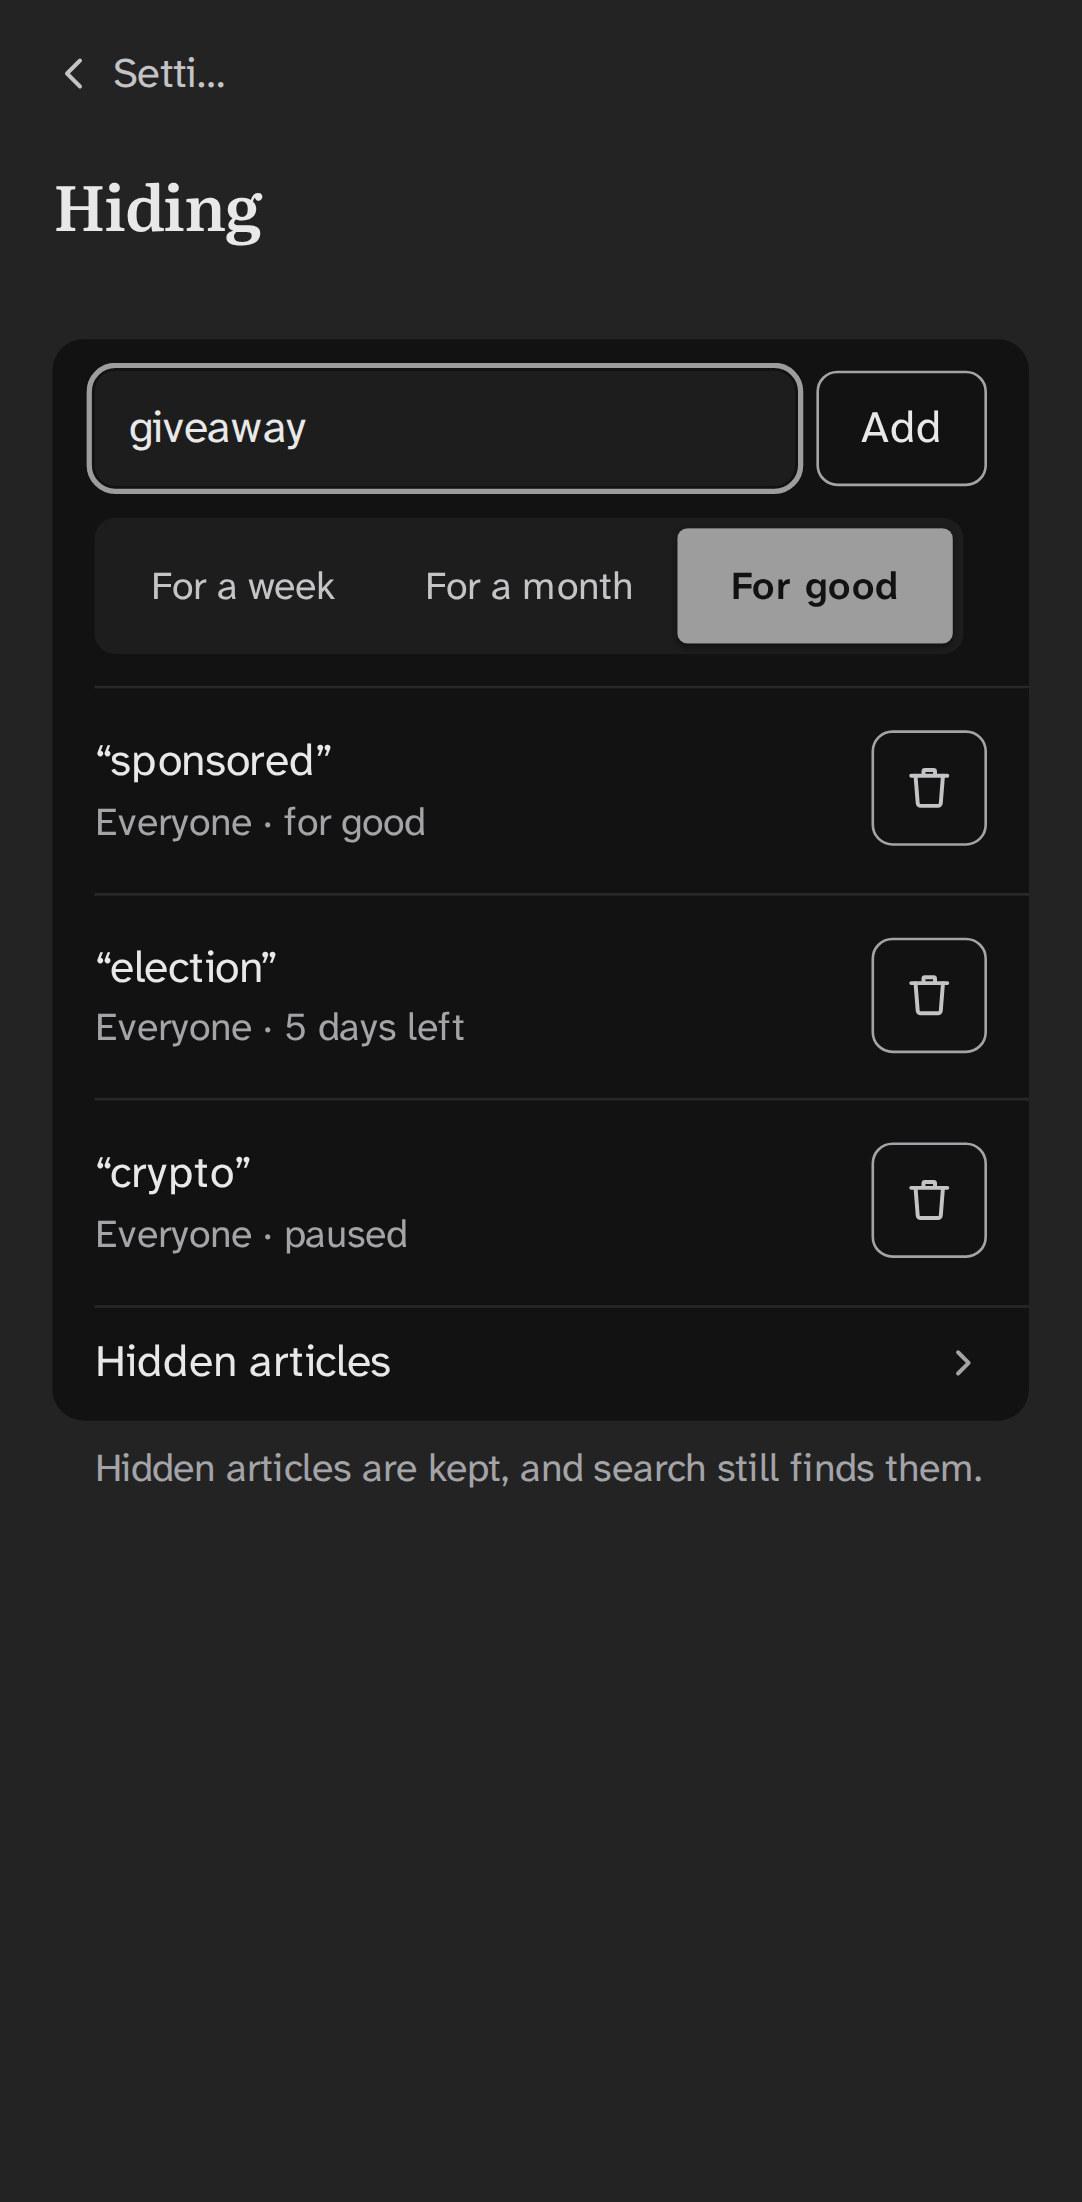 Setti...
Hiding
giveaway
Add
For a week
For a month
For good
“sponsored”
Everyone · for good
“election”
Everyone · 5 days left
“crypto”
Everyone · paused
Hidden articles
Hidden articles are kept, and search still finds them.